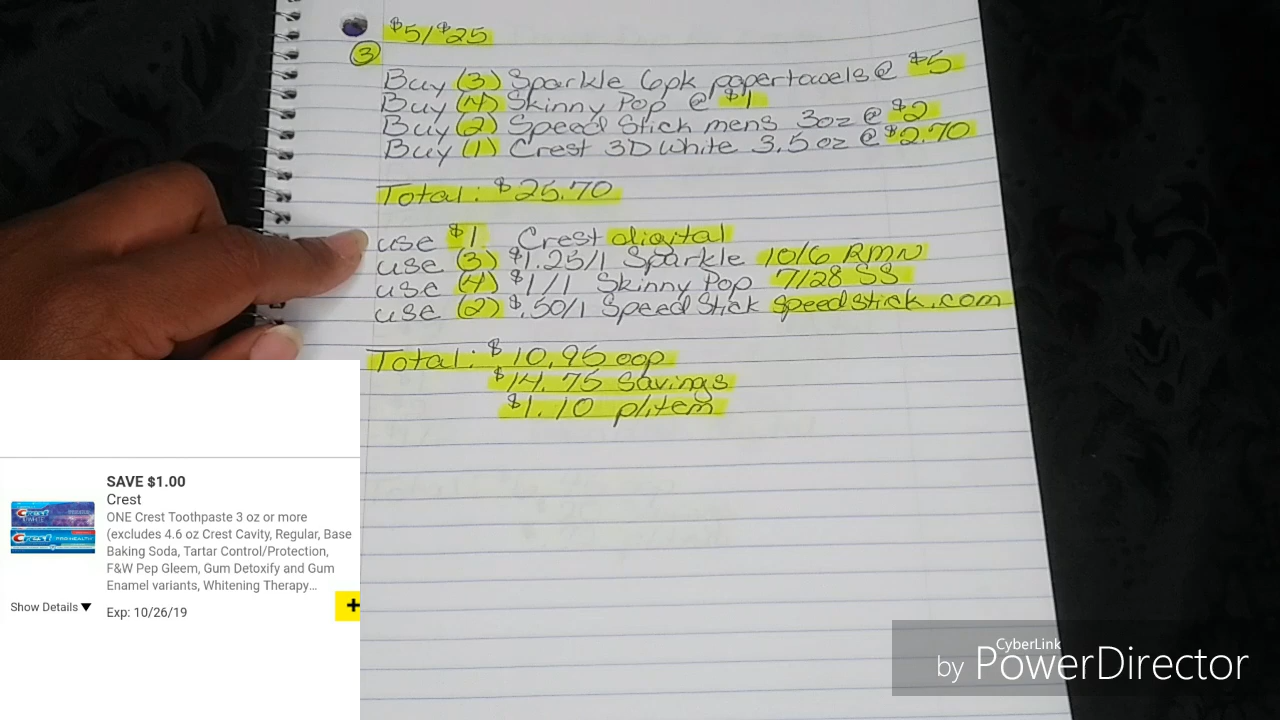 $5/$25
3
Buy (3) Sparkle 6pk papertowels @ $5
Buy (4) Skinny Pop @ $1
Buy (2) Speed Stick mens 3oz @ $2
Buy (1) Crest 3D White 3.5 oz @ $2.70
Total: $25.70
use $1 Crest digital
use (3) $1.25/1 Sparkle 10/6 RMN
use (4) $1/1 Skinny Pop 7/28 SS
use (2) $.50/1 Speed Stick speedstick.com
Total: $10.95 oop
$14.75 savings
$1.10 p/item
SAVE $1.00
Crest
ONE Crest Toothpaste 3 oz or more
(excludes 4.6 oz Crest Cavity, Regular, Base
Baking Soda, Tartar Control/Protection,
F&W Pep Gleem, Gum Detoxify and Gum
Enamel variants, Whitening Therapy...
Show Details ▼
Exp: 10/26/19
+
CyberLink
by PowerDirector